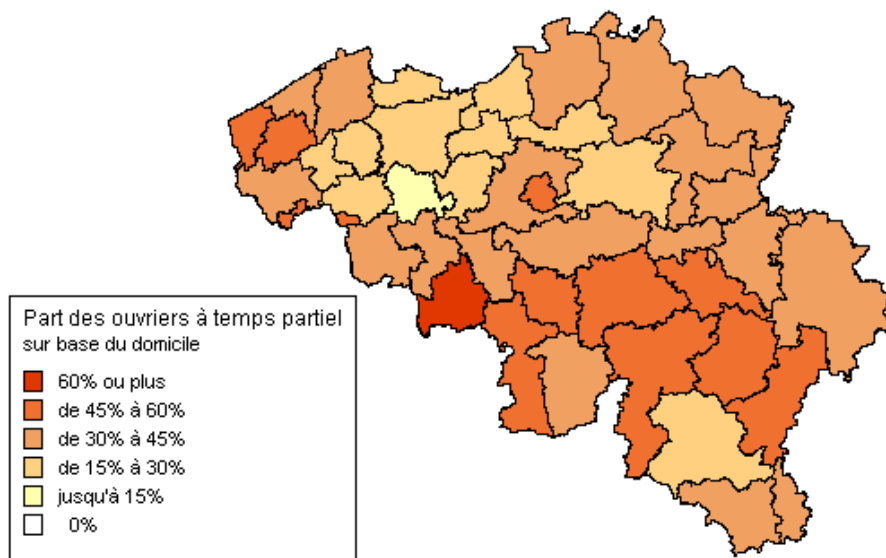 Part des ouvriers à temps partiel
sur base du domicile
60% ou plus
de 45% à 60%
de 30% à 45%
de 15% à 30%
jusqu'à 15%
0%